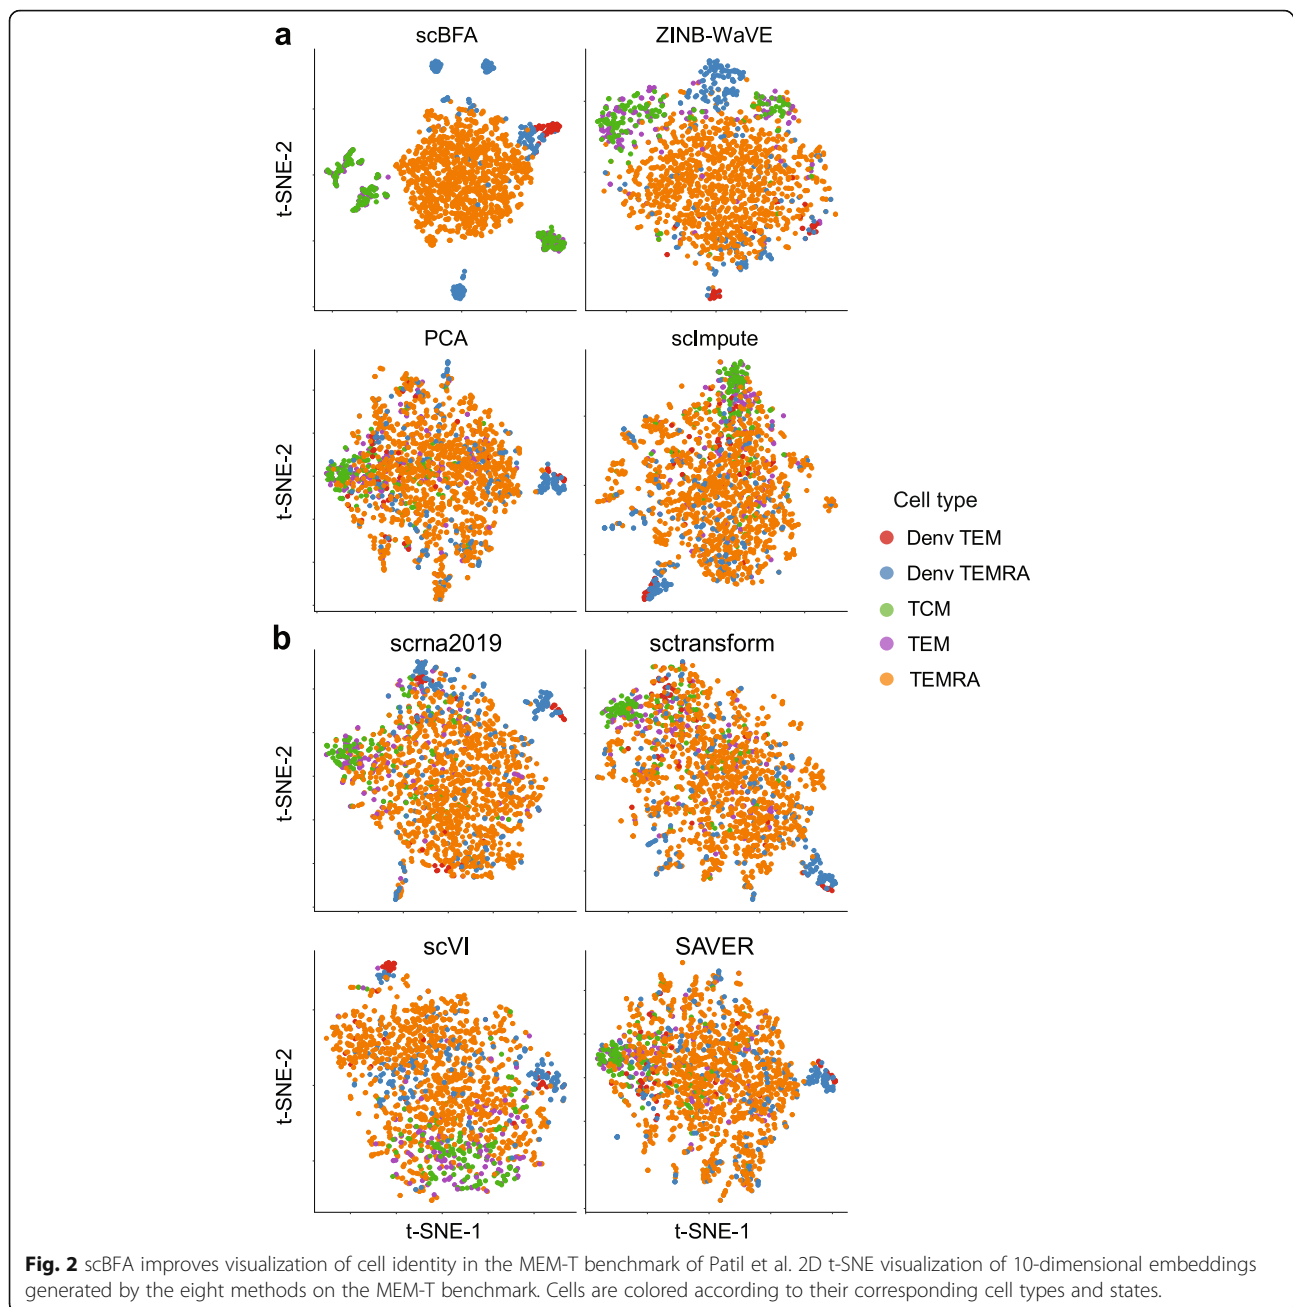 a
scBFA
ZINB-WaVE
t-SNE-2
PCA
scImpute
t-SNE-2
Cell type
Denv TEM
Denv TEMRA
TCM
TEM
TEMRA
b
scrna2019
sctransform
t-SNE-2
scVI
SAVER
t-SNE-2
t-SNE-1
t-SNE-1
Fig. 2 scBFA improves visualization of cell identity in the MEM-T benchmark of Patil et al. 2D t-SNE visualization of 10-dimensional embeddings
generated by the eight methods on the MEM-T benchmark. Cells are colored according to their corresponding cell types and states.